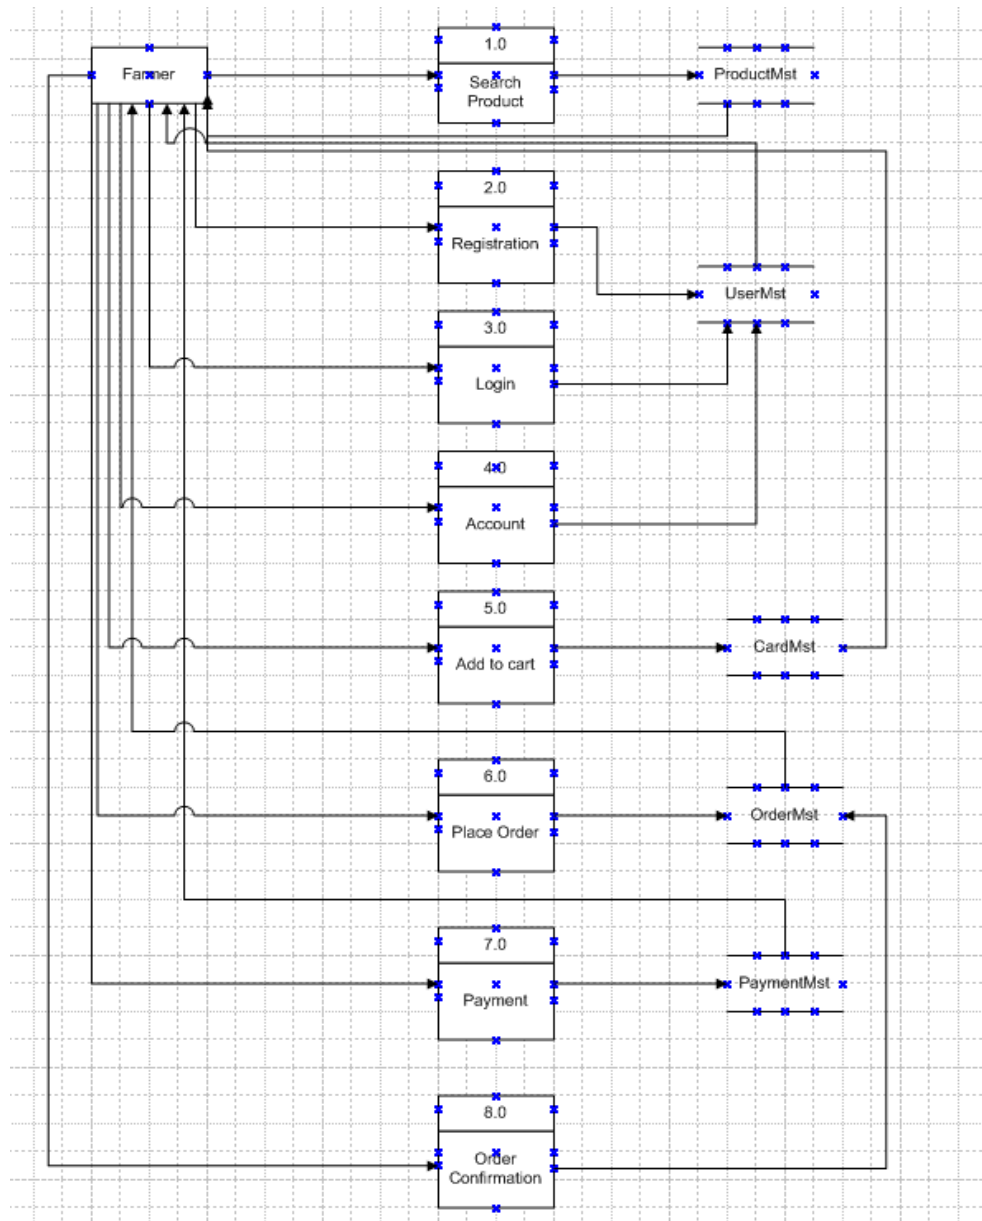 Farmer
1.0
Search
Product
ProductMst
2.0
Registration
UserMst
3.0
Login
4.0
Account
5.0
Add to cart
CardMst
6.0
Place Order
OrderMst
7.0
Payment
PaymentMst
8.0
Order
Confirmation